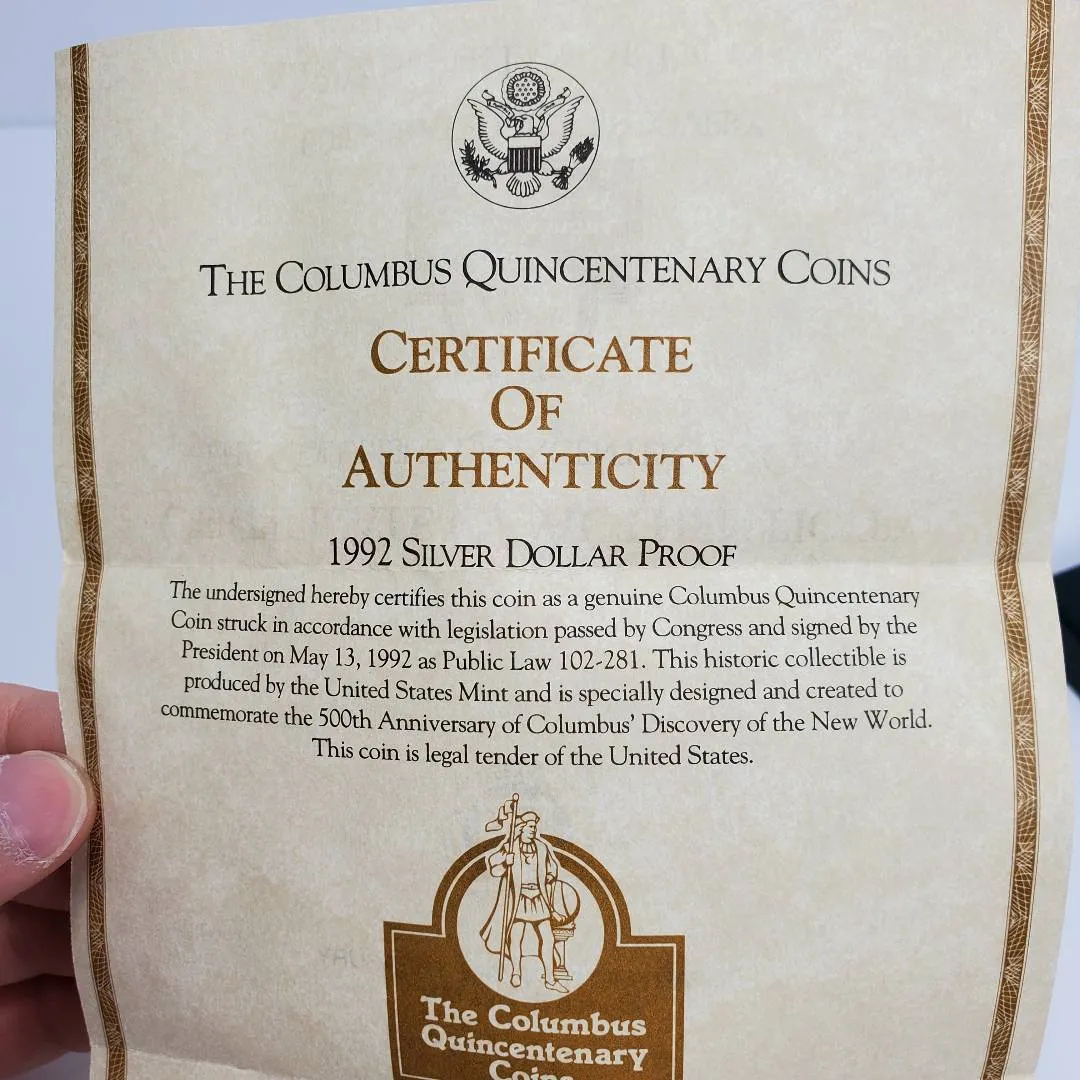 THE COLUMBUS QUINCENTENARY COINS
CERTIFICATE
OF
AUTHENTICITY
1992 SILVER DOLLAR PROOF
The undersigned hereby certifies this coin as a genuine Columbus Quincentenary
Coin struck in accordance with legislation passed by Congress and signed by the
President on May 13, 1992 as Public Law 102-281. This historic collectible is
produced by the United States Mint and is specially designed and created to
commemorate the 500th Anniversary of Columbus' Discovery of the New World.
This coin is legal tender of the United States.
The Columbus
Quincentenary
Coins